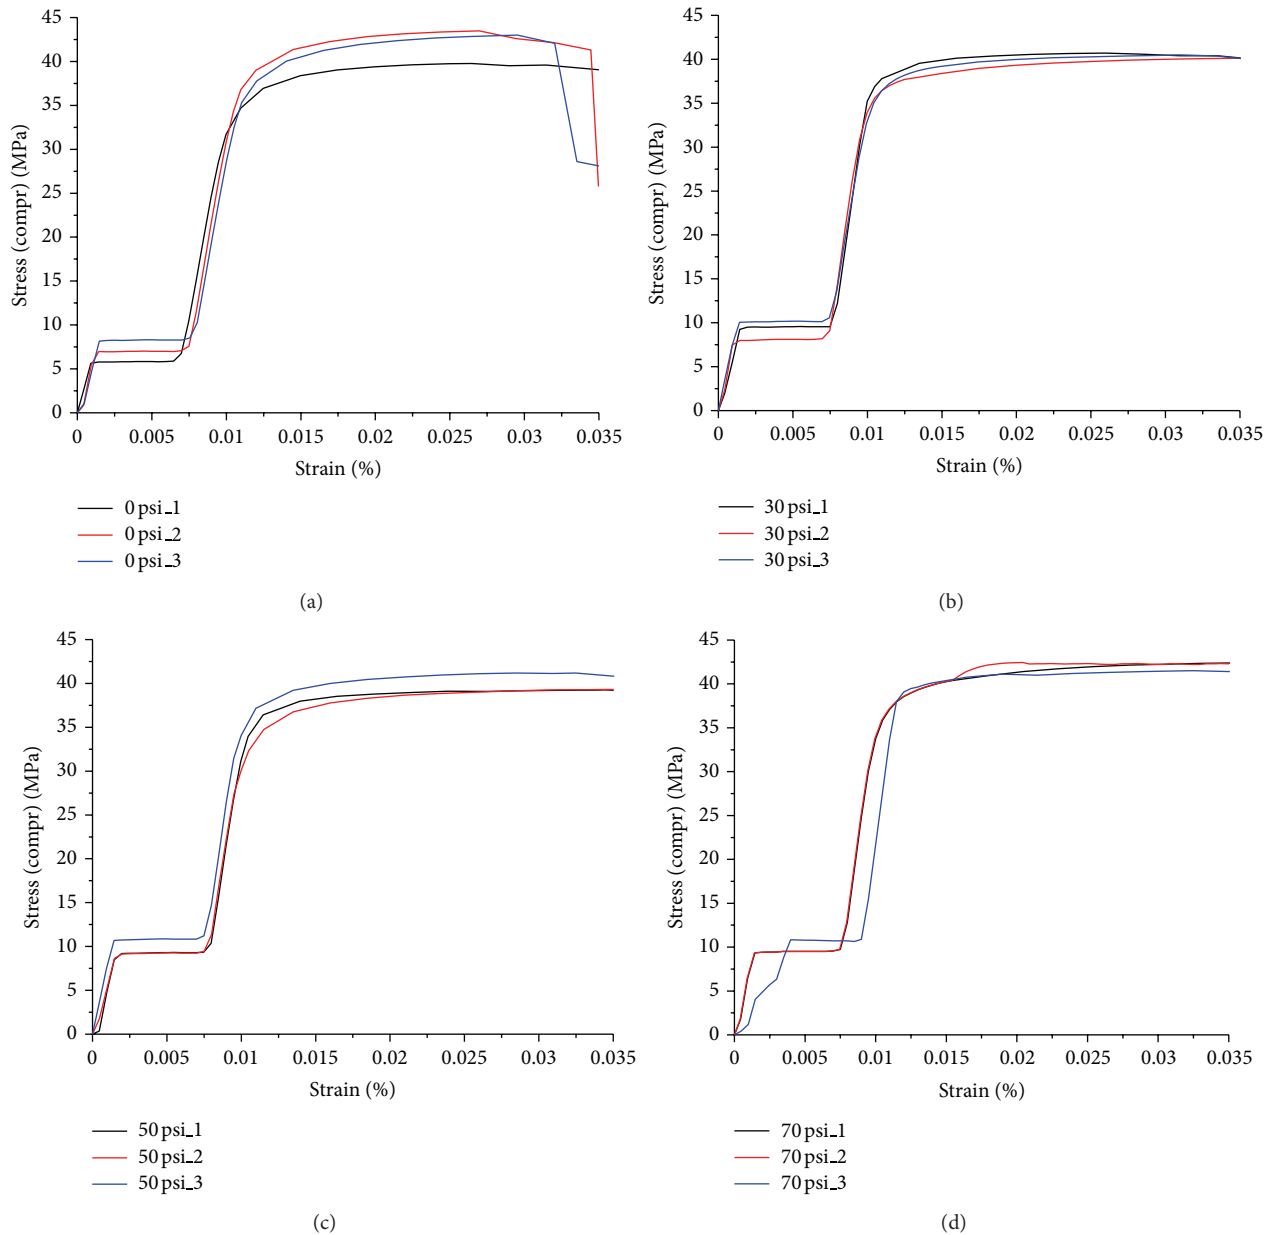 45
40
35
30
25
20
15
10
5
0
Stress (compr) (MPa)
0 0.005 0.01 0.015 0.02 0.025 0.03 0.035
Strain (%)
0 psi_1
0 psi_2
0 psi_3
(a)
45
40
35
30
25
20
15
10
5
0
Stress (compr) (MPa)
0 0.005 0.01 0.015 0.02 0.025 0.03 0.035
Strain (%)
30 psi_1
30 psi_2
30 psi_3
(b)
45
40
35
30
25
20
15
10
5
0
Stress (compr) (MPa)
0 0.005 0.01 0.015 0.02 0.025 0.03 0.035
Strain (%)
50 psi_1
50 psi_2
50 psi_3
(c)
45
40
35
30
25
20
15
10
5
0
Stress (compr) (MPa)
0 0.005 0.01 0.015 0.02 0.025 0.03 0.035
Strain (%)
70 psi_1
70 psi_2
70 psi_3
(d)